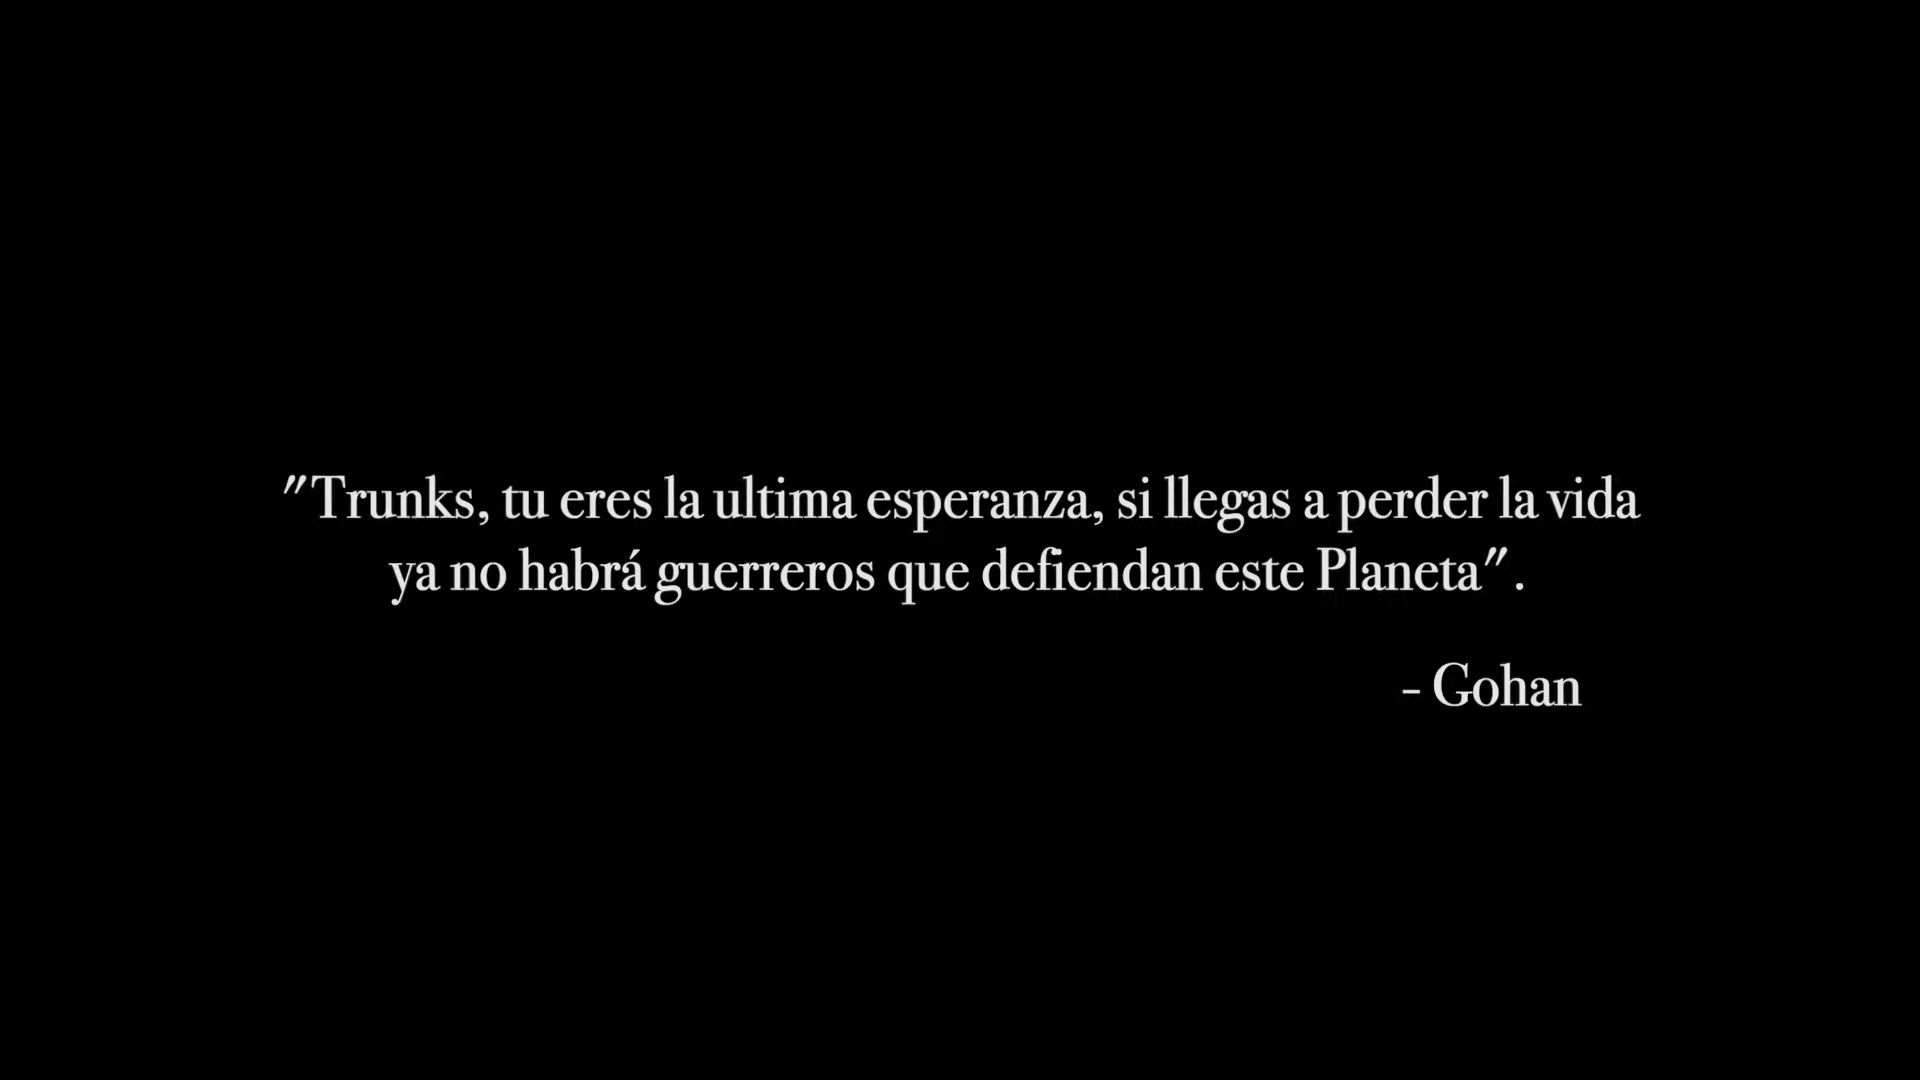 "Trunks, tu eres la ultima esperanza, si llegas a perder la vida
ya no habrá guerreros que defiendan este Planeta".
- Gohan